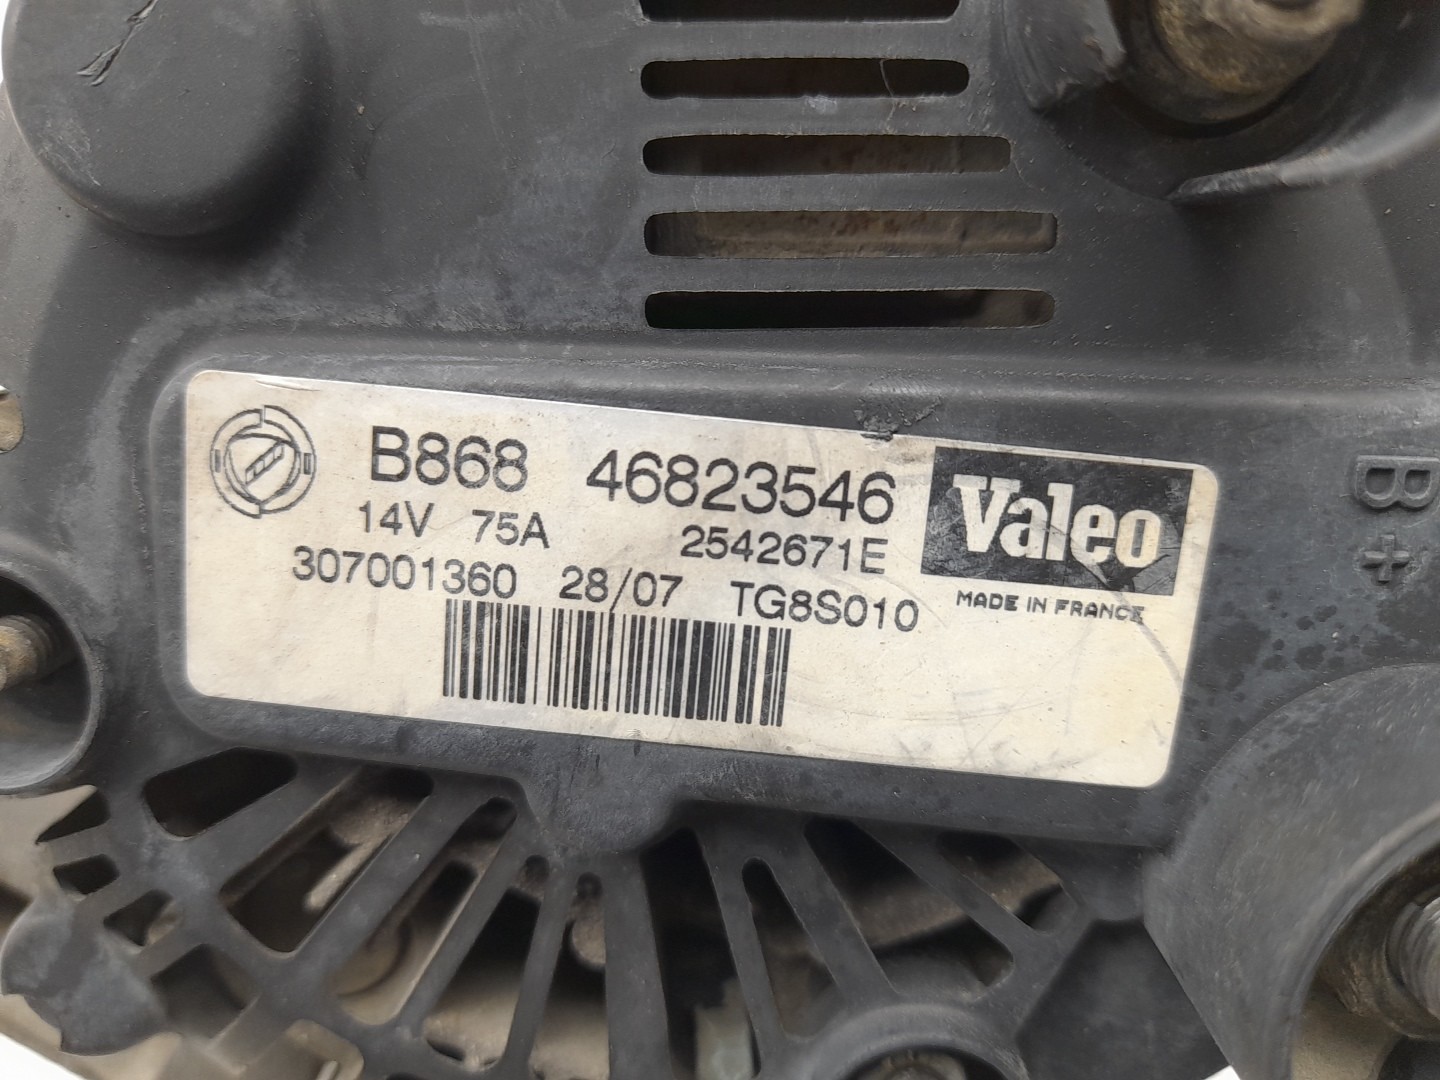 B868 46823546
14V 75A 2542671E
307001360 28/07 TG8S010
Valeo
MADE IN FRANCE
B+